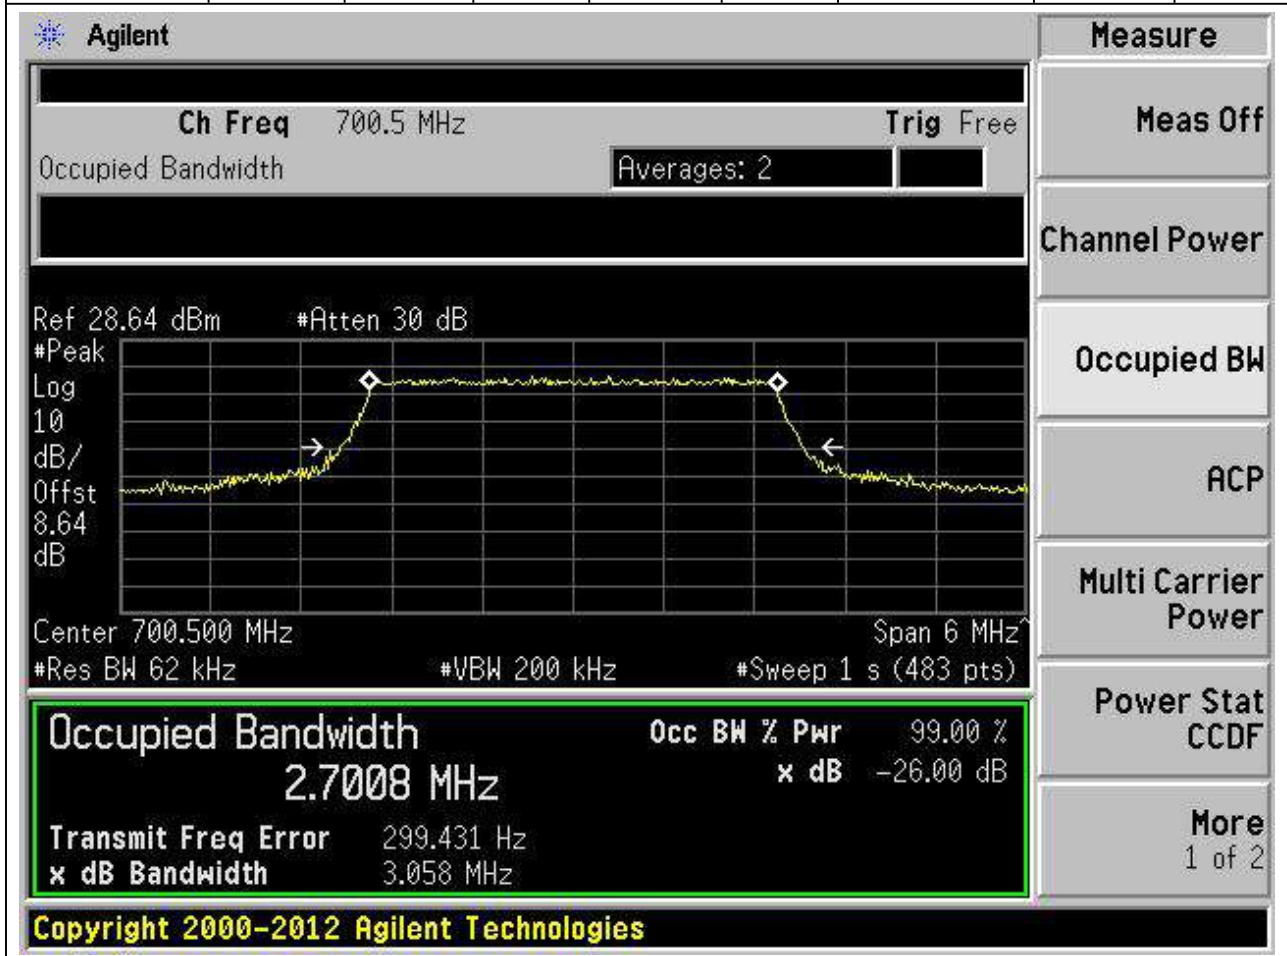 Agilent
Measure
Ch Freq 700.5 MHz Trig Free
Meas Off
Occupied Bandwidth Averages: 2
Channel Power
Ref 28.64 dBm #Atten 30 dB
#Peak
Log
10
dB/
Offst
8.64
dB
Occupied BW
ACP
Center 700.500 MHz Span 6 MHz^
#Res BW 62 kHz #VBW 200 kHz #Sweep 1 s (483 pts)
Multi Carrier
Power
Occupied Bandwidth
2.7008 MHz
Occ BW % Pwr 99.00 %
x dB -26.00 dB
Power Stat
CCDF
Transmit Freq Error 299.431 Hz
x dB Bandwidth 3.058 MHz
More
1 of 2
Copyright 2000-2012 Agilent Technologies